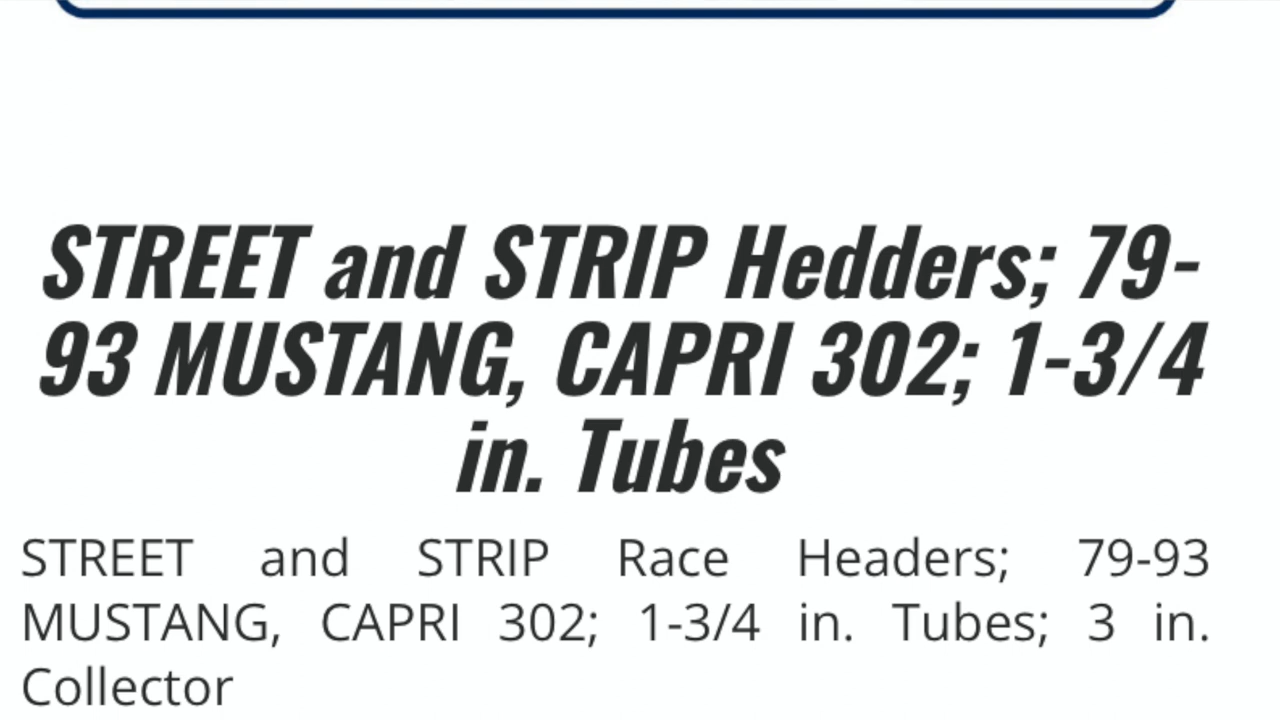 STREET and STRIP Hedders; 79-
93 MUSTANG, CAPRI 302; 1-3/4
in. Tubes
STREET and STRIP Race Headers; 79-93
MUSTANG, CAPRI 302; 1-3/4 in. Tubes; 3 in.
Collector